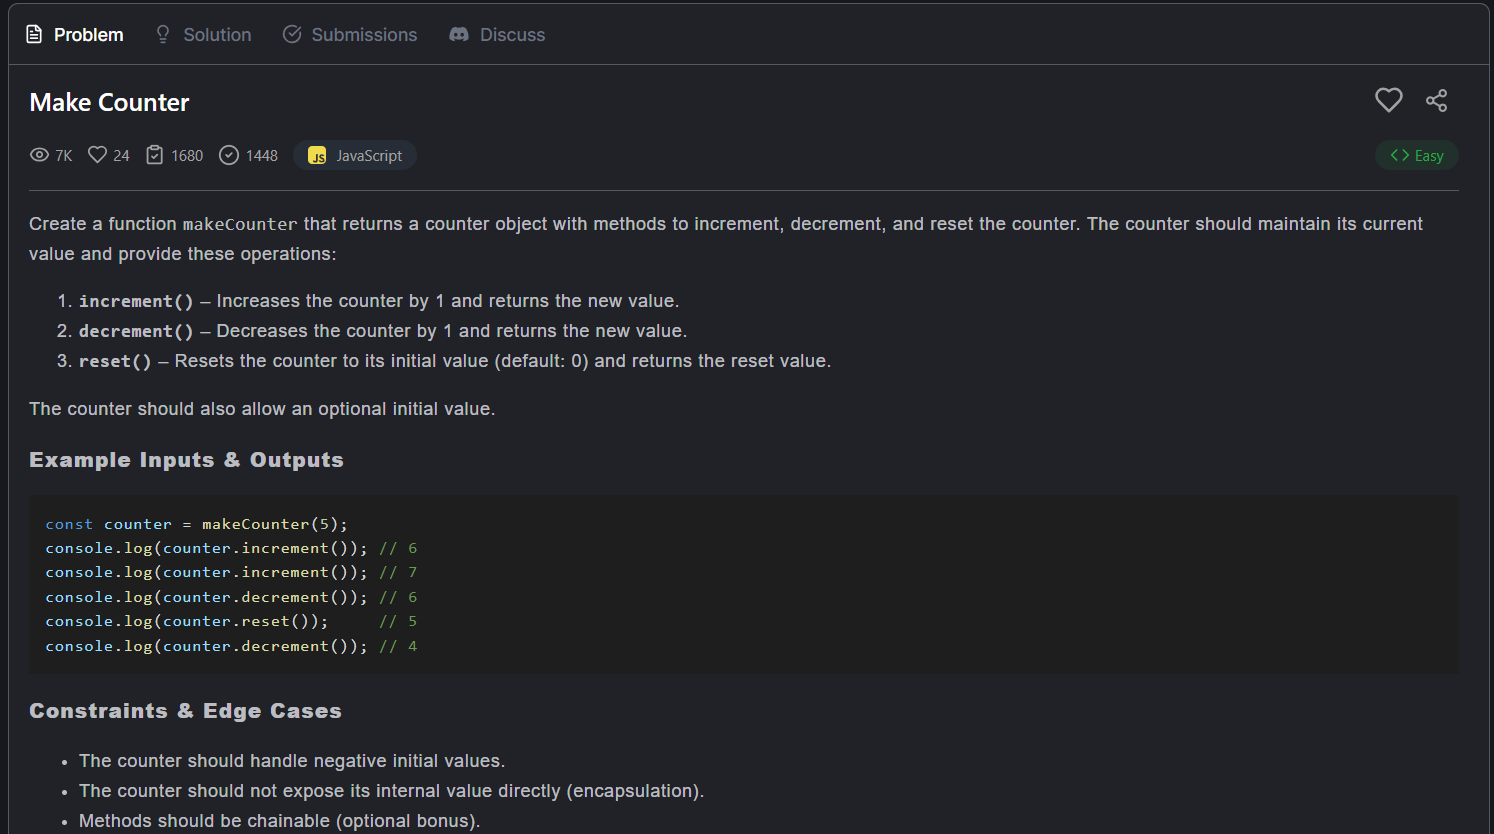 Problem Solution Submissions Discuss
Make Counter
7K 24 1680 1448 JS JavaScript <> Easy
Create a function makeCounter that returns a counter object with methods to increment, decrement, and reset the counter. The counter should maintain its current
value and provide these operations:
1. increment() – Increases the counter by 1 and returns the new value.
2. decrement() – Decreases the counter by 1 and returns the new value.
3. reset() – Resets the counter to its initial value (default: 0) and returns the reset value.
The counter should also allow an optional initial value.
Example Inputs & Outputs
const counter = makeCounter(5);
console.log(counter.increment()); // 6
console.log(counter.increment()); // 7
console.log(counter.decrement()); // 6
console.log(counter.reset());     // 5
console.log(counter.decrement()); // 4
Constraints & Edge Cases
• The counter should handle negative initial values.
• The counter should not expose its internal value directly (encapsulation).
• Methods should be chainable (optional bonus).